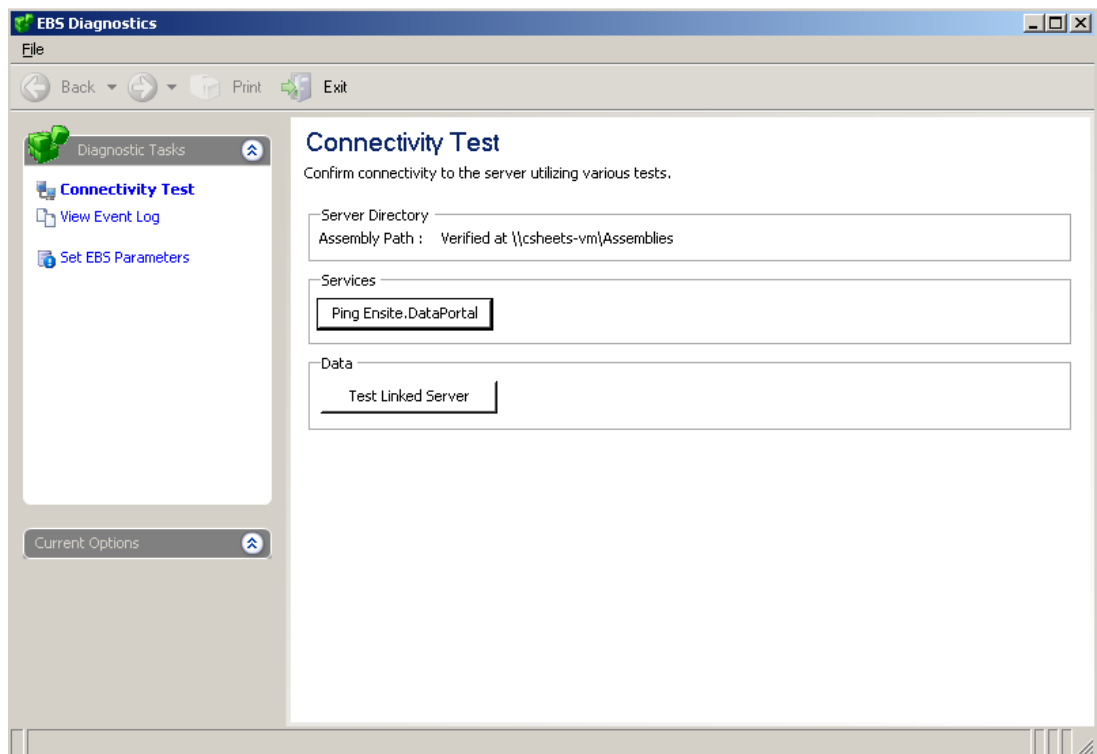 EBS Diagnostics
File
Back
Print
Exit
Diagnostic Tasks
Connectivity Test
View Event Log
Set EBS Parameters
Current Options
Connectivity Test
Confirm connectivity to the server utilizing various tests.
Server Directory
Assembly Path : Verified at \\csheets-vm\Assemblies
Services
Ping Ensite.DataPortal
Data
Test Linked Server